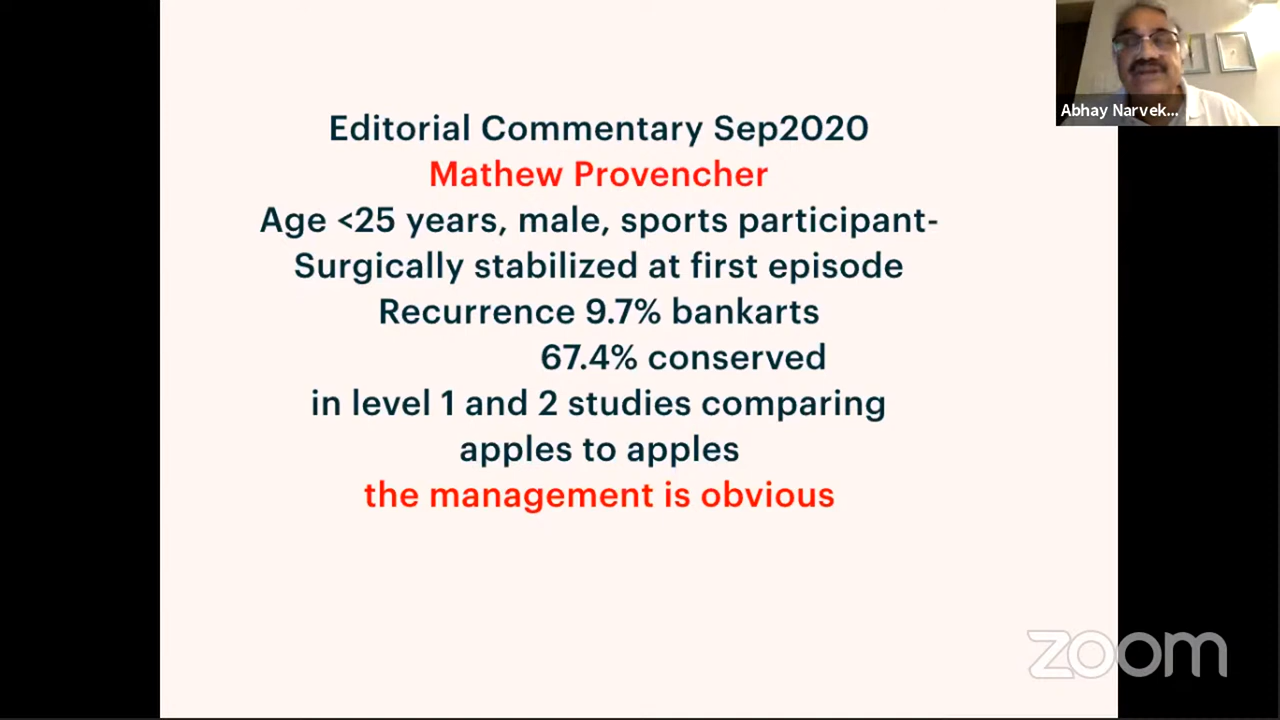 Editorial Commentary Sep2020
Mathew Provencher
Age <25 years, male, sports participant-
Surgically stabilized at first episode
Recurrence 9.7% bankarts
67.4% conserved
in level 1 and 2 studies comparing
apples to apples
the management is obvious
Abhay Narvek...
zoom